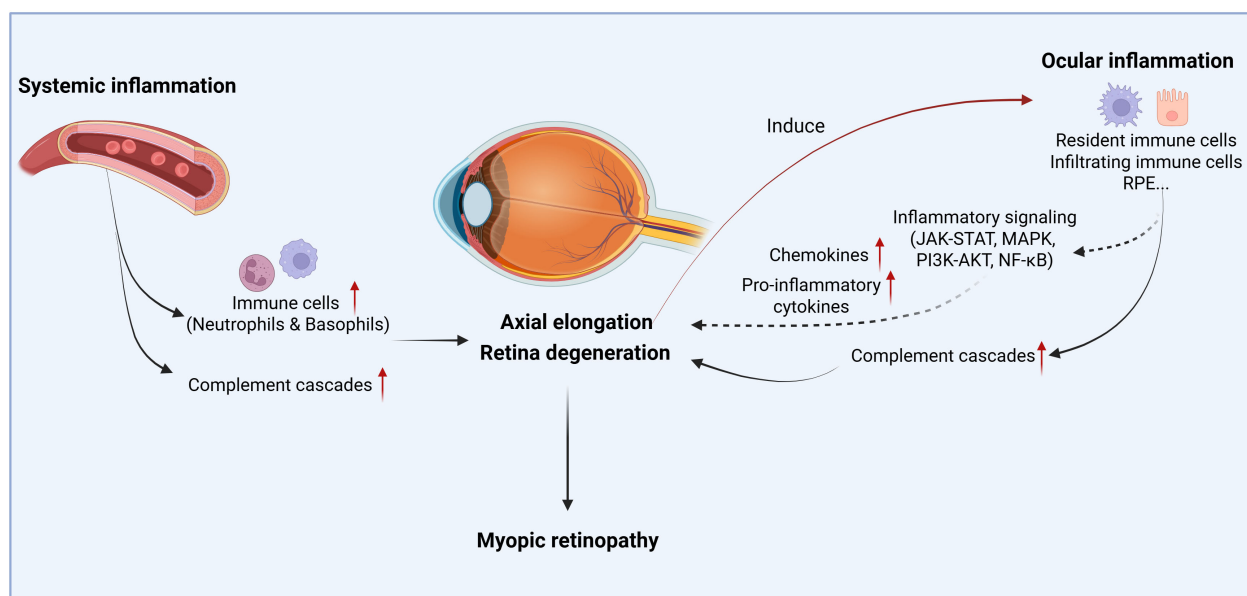 Systemic inflammation
Immune cells
(Neutrophils & Basophils)
Complement cascades
Axial elongation
Retina degeneration
Myopic retinopathy
Induce
Ocular inflammation
Resident immune cells
Infiltrating immune cells
RPE...
Inflammatory signaling
(JAK-STAT, MAPK,
PI3K-AKT, NF-κB)
Chemokines
Pro-inflammatory
cytokines
Complement cascades